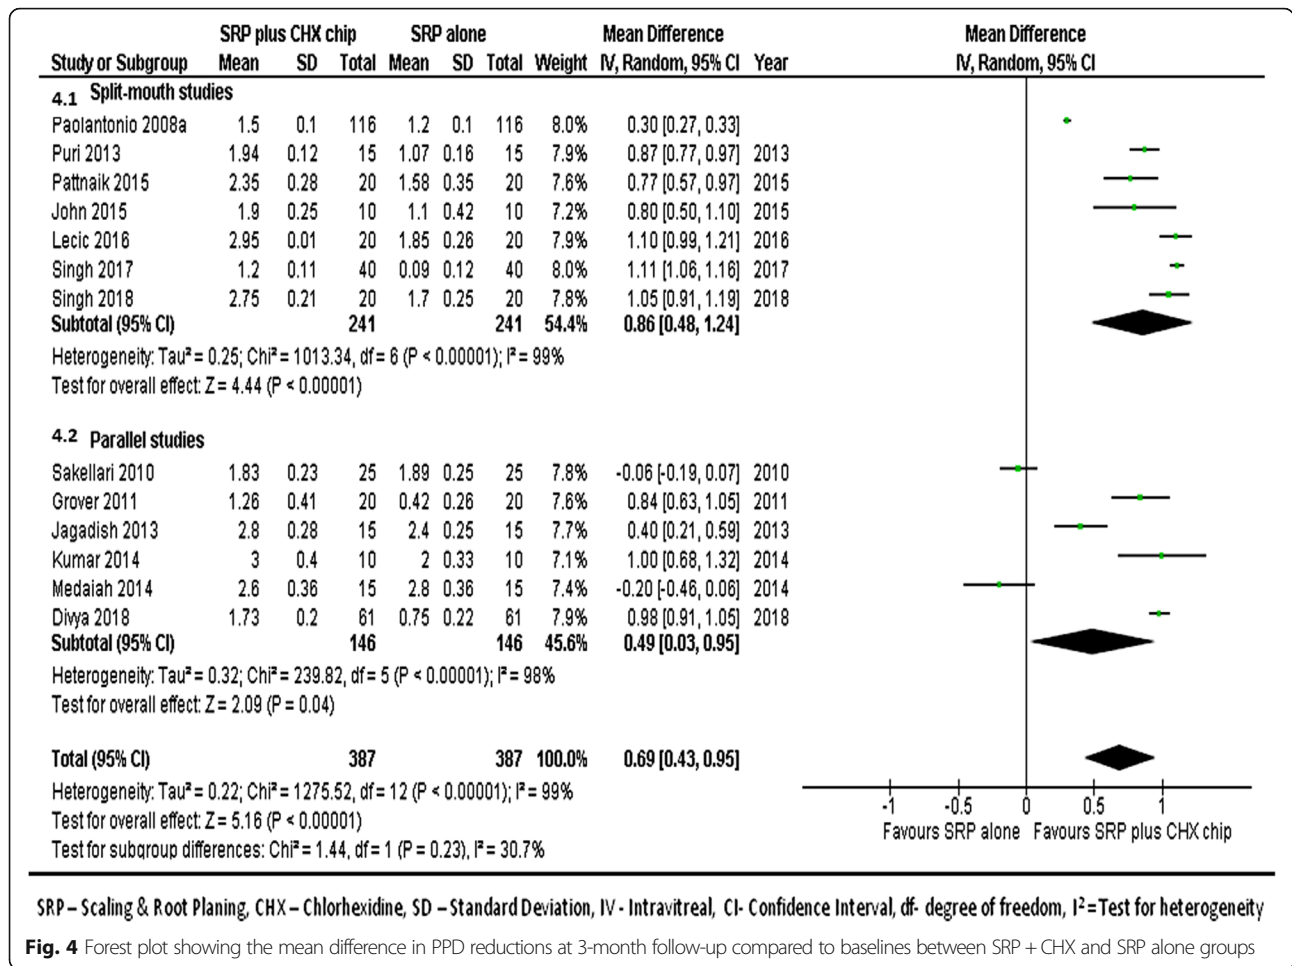 SRP plus CHX chip SRP alone Mean Difference Mean Difference
Study or Subgroup Mean SD Total Mean SD Total Weight IV, Random, 95% CI Year IV, Random, 95% CI
4.1 Split-mouth studies
Paolantonio 2008a 1.5 0.1 116 1.2 0.1 116 8.0% 0.30 [0.27, 0.33]
Puri 2013 1.94 0.12 15 1.07 0.16 15 7.9% 0.87 [0.77, 0.97] 2013
Pattnaik 2015 2.35 0.28 20 1.58 0.35 20 7.6% 0.77 [0.57, 0.97] 2015
John 2015 1.9 0.25 10 1.1 0.42 10 7.2% 0.80 [0.50, 1.10] 2015
Lecic 2016 2.95 0.01 20 1.85 0.26 20 7.9% 1.10 [0.99, 1.21] 2016
Singh 2017 1.2 0.11 40 0.09 0.12 40 8.0% 1.11 [1.06, 1.16] 2017
Singh 2018 2.75 0.21 20 1.7 0.25 20 7.8% 1.05 [0.91, 1.19] 2018
Subtotal (95% CI) 241 241 54.4% 0.86 [0.48, 1.24]
Heterogeneity: Tau² = 0.25; Chi² = 1013.34, df = 6 (P < 0.00001); I² = 99%
Test for overall effect: Z = 4.44 (P < 0.00001)
4.2 Parallel studies
Sakellari 2010 1.83 0.23 25 1.89 0.25 25 7.8% -0.06 [-0.19, 0.07] 2010
Grover 2011 1.26 0.41 20 0.42 0.26 20 7.6% 0.84 [0.63, 1.05] 2011
Jagadish 2013 2.8 0.28 15 2.4 0.25 15 7.7% 0.40 [0.21, 0.59] 2013
Kumar 2014 3 0.4 10 2 0.33 10 7.1% 1.00 [0.68, 1.32] 2014
Medaiah 2014 2.6 0.36 15 2.8 0.36 15 7.4% -0.20 [-0.46, 0.06] 2014
Divya 2018 1.73 0.2 61 0.75 0.22 61 7.9% 0.98 [0.91, 1.05] 2018
Subtotal (95% CI) 146 146 45.6% 0.49 [0.03, 0.95]
Heterogeneity: Tau² = 0.32; Chi² = 239.82, df = 5 (P < 0.00001); I² = 98%
Test for overall effect: Z = 2.09 (P = 0.04)
Total (95% CI) 387 387 100.0% 0.69 [0.43, 0.95]
Heterogeneity: Tau² = 0.22; Chi² = 1275.52, df = 12 (P < 0.00001); I² = 99%
Test for overall effect: Z = 5.16 (P < 0.00001)
Test for subgroup differences: Chi² = 1.44, df = 1 (P = 0.23), I² = 30.7%
-1 -0.5 0 0.5 1
Favours SRP alone Favours SRP plus CHX chip
SRP – Scaling & Root Planing, CHX – Chlorhexidine, SD – Standard Deviation, IV - Intravitreal, CI- Confidence Interval, df- degree of freedom, I²=Test for heterogeneity
Fig. 4 Forest plot showing the mean difference in PPD reductions at 3-month follow-up compared to baselines between SRP + CHX and SRP alone groups